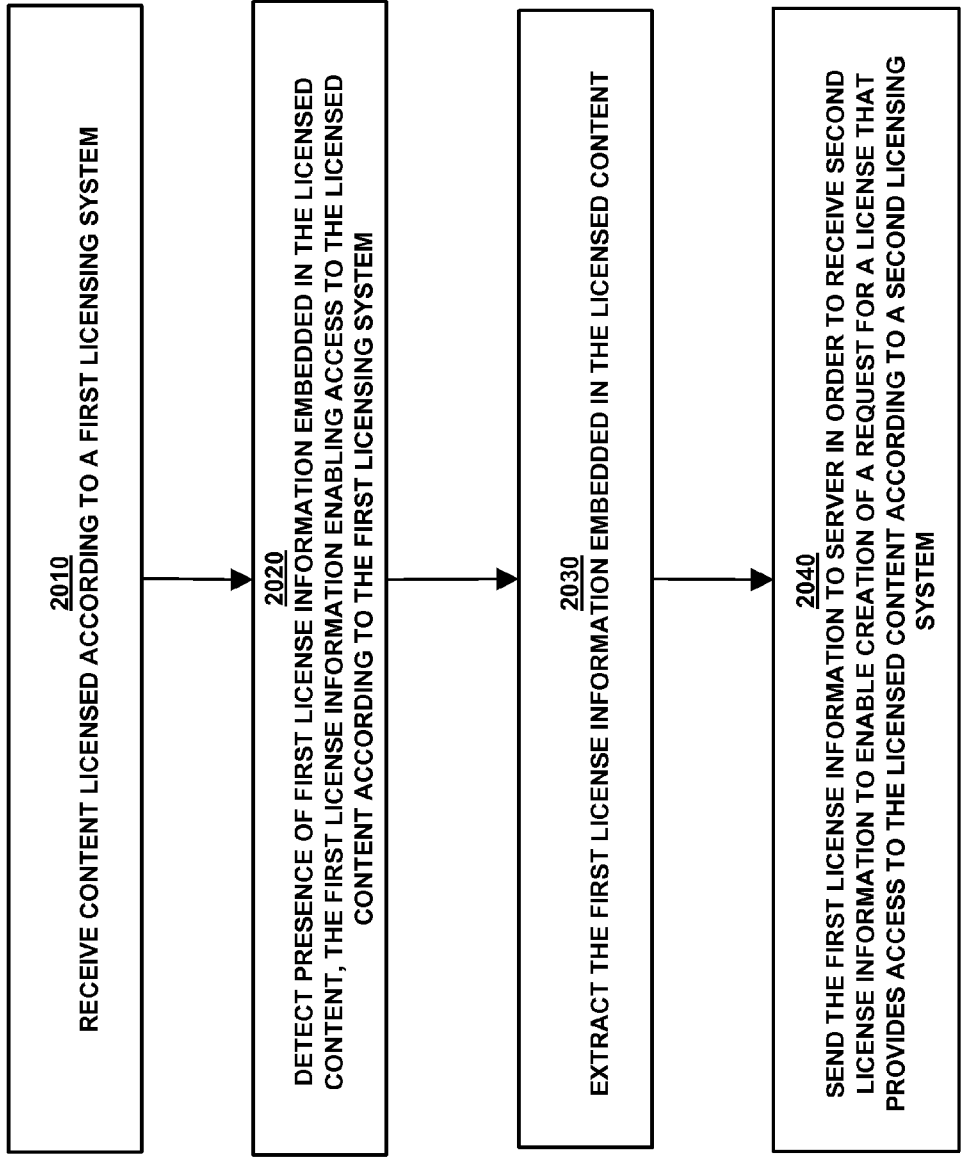 2010
RECEIVE CONTENT LICENSED ACCORDING TO A FIRST LICENSING SYSTEM
2020
DETECT PRESENCE OF FIRST LICENSE INFORMATION EMBEDDED IN THE LICENSED
CONTENT, THE FIRST LICENSE INFORMATION ENABLING ACCESS TO THE LICENSED
CONTENT ACCORDING TO THE FIRST LICENSING SYSTEM
2030
EXTRACT THE FIRST LICENSE INFORMATION EMBEDDED IN THE LICENSED CONTENT
2040
SEND THE FIRST LICENSE INFORMATION TO SERVER IN ORDER TO RECEIVE SECOND
LICENSE INFORMATION TO ENABLE CREATION OF A REQUEST FOR A LICENSE THAT
PROVIDES ACCESS TO THE LICENSED CONTENT ACCORDING TO A SECOND LICENSING
SYSTEM